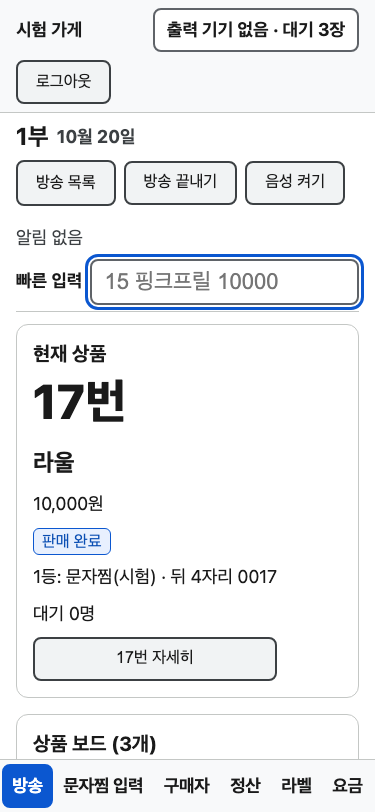 시험 가게
출력 기기 없음 · 대기 3장
로그아웃
1부 10월 20일
방송 목록 방송 끝내기 음성 켜기
알림 없음
빠른 입력 15 핑크프릴 10000
현재 상품
17번
라울
10,000원
판매 완료
1등: 문자찜(시험) · 뒤 4자리 0017
대기 0명
17번 자세히
상품 보드 (3개)
방송 문자찜 입력 구매자 정산 라벨 요금